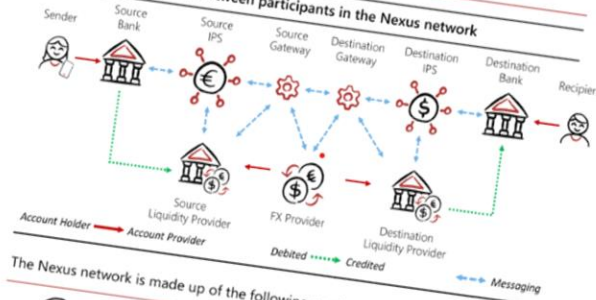 between participants in the Nexus network
Sender
Source
Bank
Source
IPS
Source
Gateway
Destination
Gateway
Destination
IPS
Destination
Bank
Recipie
€
$
$
€
$
€
$
€
$
Source
Liquidity Provider
FX Provider
Destination
Liquidity Provider
Account Holder
Account Provider
Debited
Credited
Messaging
The Nexus network is made up of the following